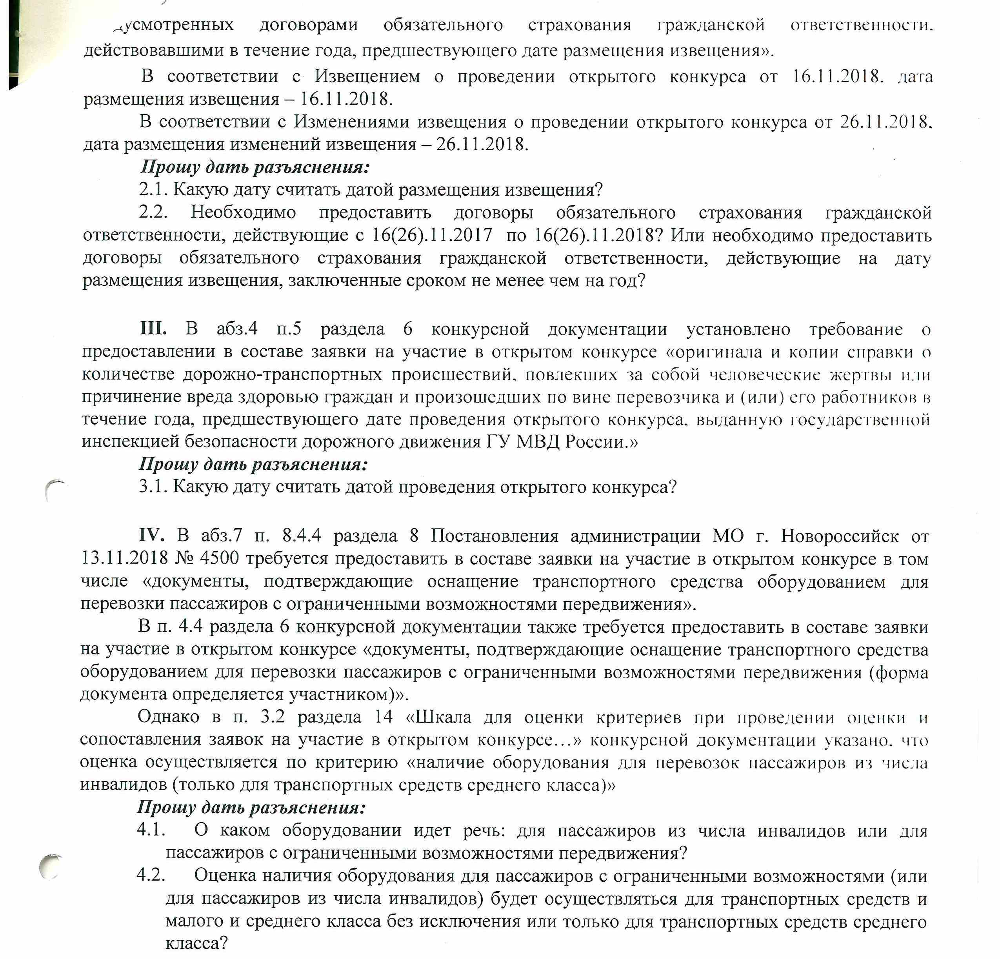 договорами обязательного страхования гражданской ответственности.
действовавшими в течение года, предшествующего дате размещения извещения».
В соответствии с Извещением о проведении открытого конкурса от 16.11.2018. дата
размещения извещения – 16.11.2018.
В соответствии с Изменениями извещения о проведении открытого конкурса от 26.11.2018.
дата размещения изменений извещения – 26.11.2018.
Прошу дать разъяснения:
2.1. Какую дату считать датой размещения извещения?
2.2. Необходимо предоставить договоры обязательного страхования гражданской
ответственности, действующие с 16(26).11.2017 по 16(26).11.2018? Или необходимо предоставить
договоры обязательного страхования гражданской ответственности, действующие на дату
размещения извещения, заключенные сроком не менее чем на год?
III. В абз.4 п.5 раздела 6 конкурсной документации установлено требование о
предоставлении в составе заявки на участие в открытом конкурсе «оригинала и копии справки о
количестве дорожно-транспортных происшествий. повлекших за собой человеческие жертвы или
причинение вреда здоровью граждан и произошедших по вине перевозчика и (или) его работников в
течение года, предшествующего дате проведения открытого конкурса. выданную государственной
инспекцией безопасности дорожного движения ГУ МВД России.»
Прошу дать разъяснения:
3.1. Какую дату считать датой проведения открытого конкурса?
IV. В абз.7 п. 8.4.4 раздела 8 Постановления администрации МО г. Новороссийск от
13.11.2018 № 4500 требуется предоставить в составе заявки на участие в открытом конкурсе в том
числе «документы, подтверждающие оснащение транспортного средства оборудованием для
перевозки пассажиров с ограниченными возможностями передвижения».
В п. 4.4 раздела 6 конкурсной документации также требуется предоставить в составе заявки
на участие в открытом конкурсе «документы, подтверждающие оснащение транспортного средства
оборудованием для перевозки пассажиров с ограниченными возможностями передвижения (форма
документа определяется участником)».
Однако в п. 3.2 раздела 14 «Шкала для оценки критериев при проведении оценки и
сопоставления заявок на участие в открытом конкурсе…» конкурсной документации указано. что
оценка осуществляется по критерию «наличие оборудования для перевозок пассажиров из числа
инвалидов (только для транспортных средств среднего класса)»
Прошу дать разъяснения:
4.1. О каком оборудовании идет речь: для пассажиров из числа инвалидов или для
пассажиров с ограниченными возможностями передвижения?
4.2. Оценка наличия оборудования для пассажиров с ограниченными возможностями (или
для пассажиров из числа инвалидов) будет осуществляться для транспортных средств и
малого и среднего класса без исключения или только для транспортных средств среднего
класса?